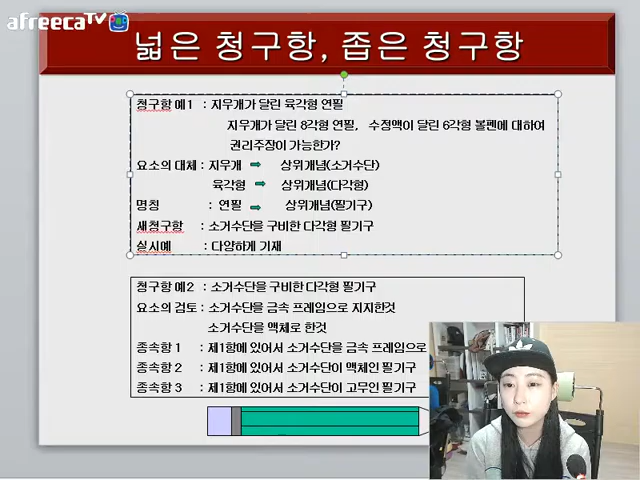 afreecaTV
넓은 청구항, 좁은 청구항
청구항 예1 : 지우개가 달린 육각형 연필
지우개가 달린 8각형 연필, 수정액이 달린 6각형 볼펜에 대하여
권리주장이 가능한가?
요소의 대체 : 지우개 ➡ 상위개념(소거수단)
육각형 ➡ 상위개념(다각형)
명칭 : 연필 ➡ 상위개념(필기구)
새청구항 : 소거수단을 구비한 다각형 필기구
실시예 : 다양하게 기재
청구항 예2 : 소거수단을 구비한 다각형 필기구
요소의 검토 : 소거수단을 금속 프레임으로 지지한것
소거수단을 액체로 한것
종속항 1 : 제1항에 있어서 소거수단을 금속 프레임으로
종속항 2 : 제1항에 있어서 소거수단이 액체인 필기구
종속항 3 : 제1항에 있어서 소거수단이 고무인 필기구